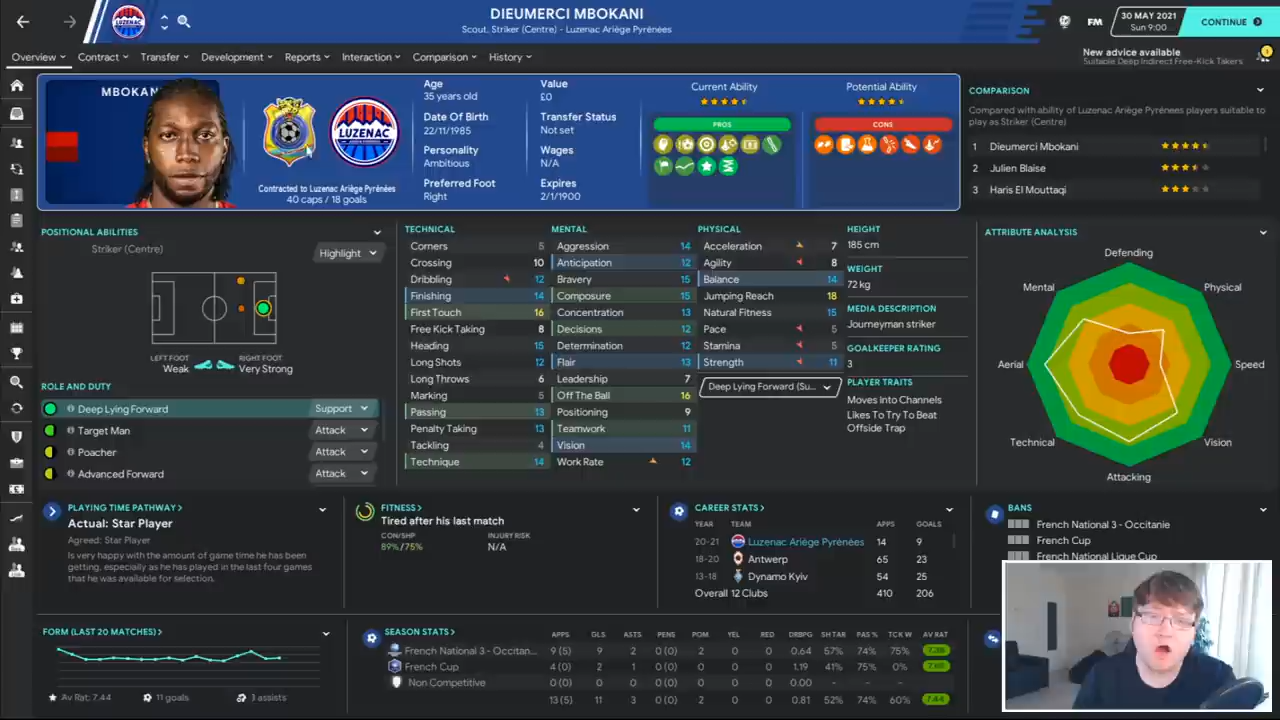 DIEUMERCI MBOKANI
Scout, Striker (Centre) - Luzenac Ariège Pyrénées
FM
30 MAY 2021
Sun 9:00
CONTINUE
Overview
Contract
Transfer
Development
Reports
Interaction
Comparison
History
New advice available
Suitable Deep Indirect Free-Kick Takers
1
MBOKANI
LUZENAC
Contracted to Luzenac Ariège Pyrénées
40 caps / 18 goals
Age
35 years old
Date Of Birth
22/11/1985
Personality
Ambitious
Preferred Foot
Right
Value
£0
Transfer Status
Not set
Wages
N/A
Expires
2/1/1900
Current Ability
PROS
Potential Ability
CONS
COMPARISON
Compared with ability of Luzenac Ariège Pyrénées players suitable to
play as Striker (Centre)
1 Dieumerci Mbokani
2 Julien Blaise
3 Haris El Mouttaqi
POSITIONAL ABILITIES
Striker (Centre)
Highlight
LEFT FOOT
Weak
RIGHT FOOT
Very Strong
ROLE AND DUTY
Deep Lying Forward Support
Target Man Attack
Poacher Attack
Advanced Forward Attack
TECHNICAL
Corners 5
Crossing 10
Dribbling 12
Finishing 14
First Touch 16
Free Kick Taking 8
Heading 15
Long Shots 12
Long Throws 6
Marking 5
Passing 13
Penalty Taking 13
Tackling 4
Technique 14
MENTAL
Aggression 14
Anticipation 12
Bravery 15
Composure 15
Concentration 13
Decisions 12
Determination 12
Flair 13
Leadership 7
Off The Ball 16
Positioning 9
Teamwork 11
Vision 14
Work Rate 12
PHYSICAL
Acceleration 7
Agility 8
Balance 14
Jumping Reach 18
Natural Fitness 15
Pace 5
Stamina 5
Strength 11
Deep Lying Forward (Su...
HEIGHT
185 cm
WEIGHT
72 kg
MEDIA DESCRIPTION
Journeyman striker
GOALKEEPER RATING
3
PLAYER TRAITS
Moves Into Channels
Likes To Try To Beat
Offside Trap
ATTRIBUTE ANALYSIS
Defending
Mental
Physical
Aerial
Speed
Technical
Vision
Attacking
PLAYING TIME PATHWAY >
Actual: Star Player
Agreed: Star Player
Is very happy with the amount of game time he has been
getting, especially as he has played in the last four games
that he was available for selection.
FITNESS >
Tired after his last match
CON/SHP
89% /75%
INJURY RISK
N/A
CAREER STATS >
YEAR TEAM APPS GOALS
20-21 Luzenac Ariège Pyrénées 14 9
18-20 Antwerp 65 23
13-18 Dynamo Kyiv 54 25
Overall 12 Clubs 410 206
BANS
French National 3 - Occitanie
French Cup
French National Ligue Cup
FORM (LAST 20 MATCHES) >
Av Rat: 7.44
11 goals
3 assists
SEASON STATS >
APPS GLS ASTS PENS POM YEL RED DRBPG SH TAR PAS % TCK W AV RAT
French National 3 - Occitan... 9 (5) 9 2 0 (0) 2 0 0 0.64 57% 74% 75%
French Cup 4 (0) 2 1 0 (0) 0 0 0 1.19 41% 75% 0%
Non Competitive 0 (0) 0 0 0 (0) 0 0 0 0.00 - - -
13 (5) 11 3 0 (0) 2 0 0 0.81 52% 74% 60% 7.44